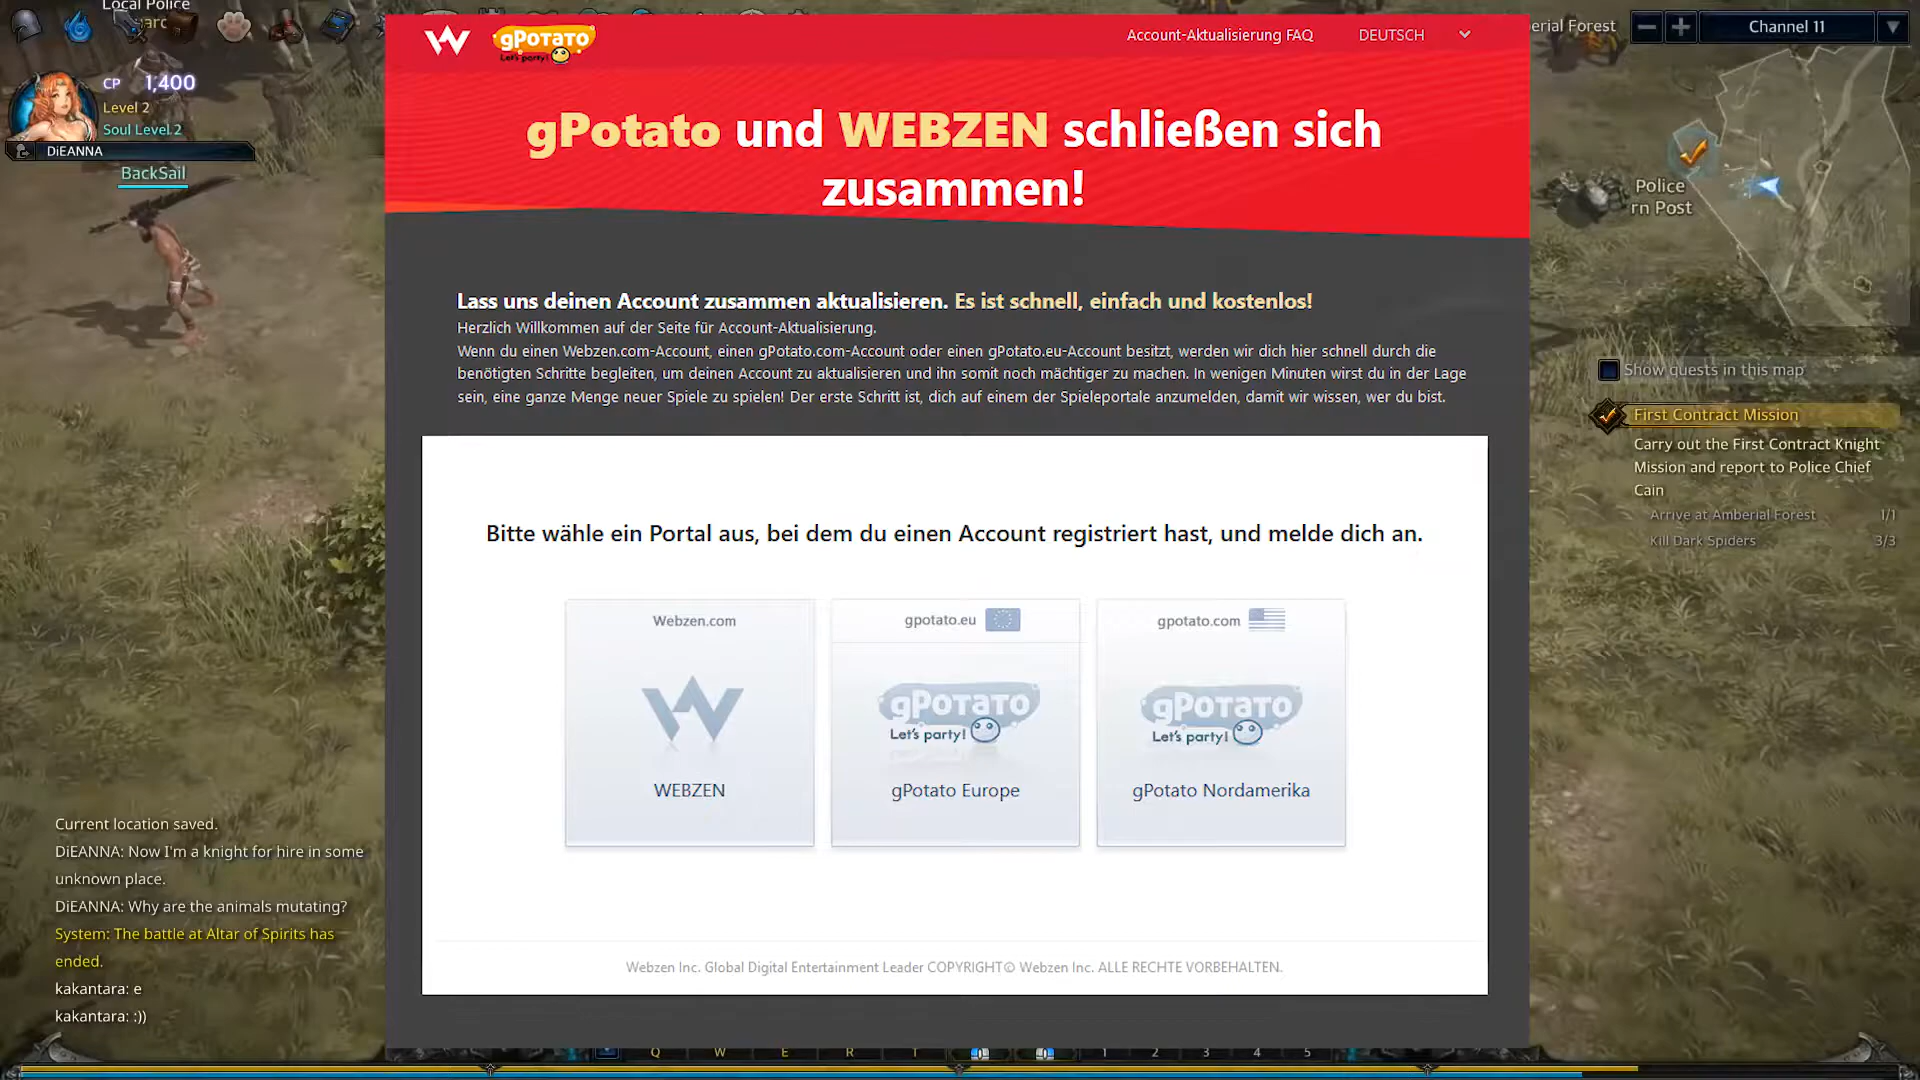 Local Police
CP 1,400
Level 2
Soul Level 2
DiEANNA
BackSail
gPotato
Let's party!
Account-Aktualisierung FAQ
DEUTSCH
gPotato und WEBZEN schließen sich
zusammen!
Lass uns deinen Account zusammen aktualisieren. Es ist schnell, einfach und kostenlos!
Herzlich Willkommen auf der Seite für Account-Aktualisierung.
Wenn du einen Webzen.com-Account, einen gPotato.com-Account oder einen gPotato.eu-Account besitzt, werden wir dich hier schnell durch die
benötigten Schritte begleiten, um deinen Account zu aktualisieren und ihn somit noch mächtiger zu machen. In wenigen Minuten wirst du in der Lage
sein, eine ganze Menge neuer Spiele zu spielen! Der erste Schritt ist, dich auf einem der Spieleportale anzumelden, damit wir wissen, wer du bist.
Bitte wähle ein Portal aus, bei dem du einen Account registriert hast, und melde dich an.
Webzen.com
WEBZEN
gpotato.eu
gPotato
Let's party!
gPotato Europe
gpotato.com
gPotato
Let's party!
gPotato Nordamerika
Webzen Inc. Global Digital Entertainment Leader COPYRIGHT© Webzen Inc. ALLE RECHTE VORBEHALTEN.
erial Forest
Channel 11
Police
rn Post
Show quests in this map
First Contract Mission
Carry out the First Contract Knight
Mission and report to Police Chief
Cain
Arrive at Amberial Forest 1/1
Kill Dark Spiders 3/3
Current location saved.
DiEANNA: Now I'm a knight for hire in some
unknown place.
DiEANNA: Why are the animals mutating?
System: The battle at Altar of Spirits has
ended.
kakantara: e
kakantara: :))
Q W E R T 1 2 3 4 5